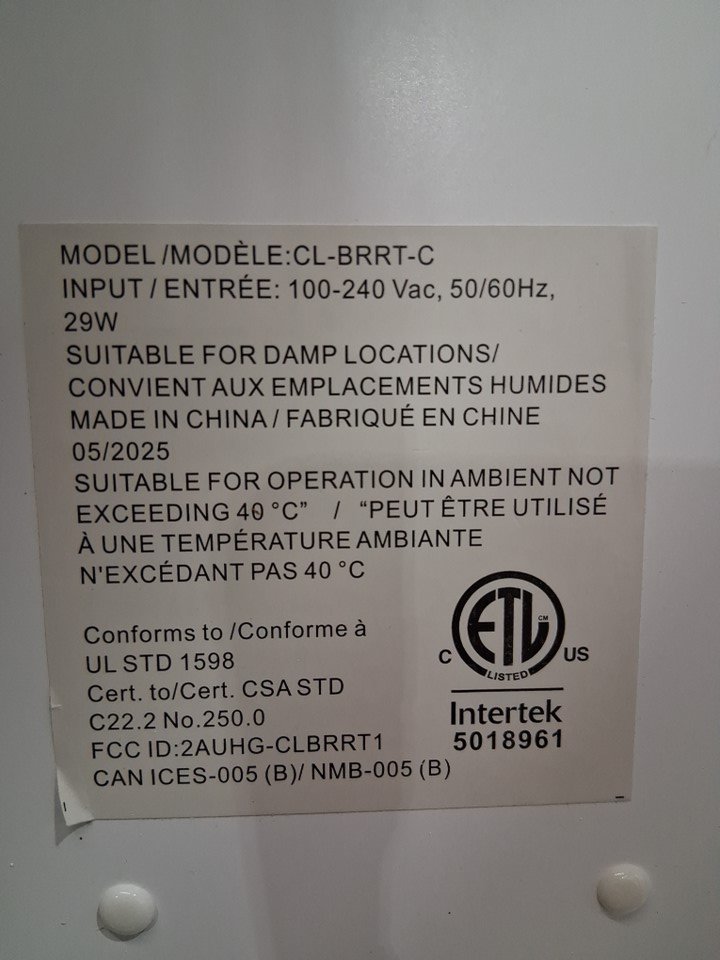 MODEL /MODÈLE:CL-BRRT-C
INPUT / ENTRÉE: 100-240 Vac, 50/60Hz,
29W
SUITABLE FOR DAMP LOCATIONS/
CONVIENT AUX EMPLACEMENTS HUMIDES
MADE IN CHINA / FABRIQUÉ EN CHINE
05/2025
SUITABLE FOR OPERATION IN AMBIENT NOT
EXCEEDING 40 °C" / "PEUT ÊTRE UTILISÉ
À UNE TEMPÉRATURE AMBIANTE
N'EXCÉDANT PAS 40 °C
Conforms to /Conforme à
UL STD 1598
Cert. to/Cert. CSA STD
C22.2 No.250.0
FCC ID:2AUHG-CLBRRT1
CAN ICES-005 (B)/ NMB-005 (B)
ETL CM
C US
LISTED
Intertek
5018961